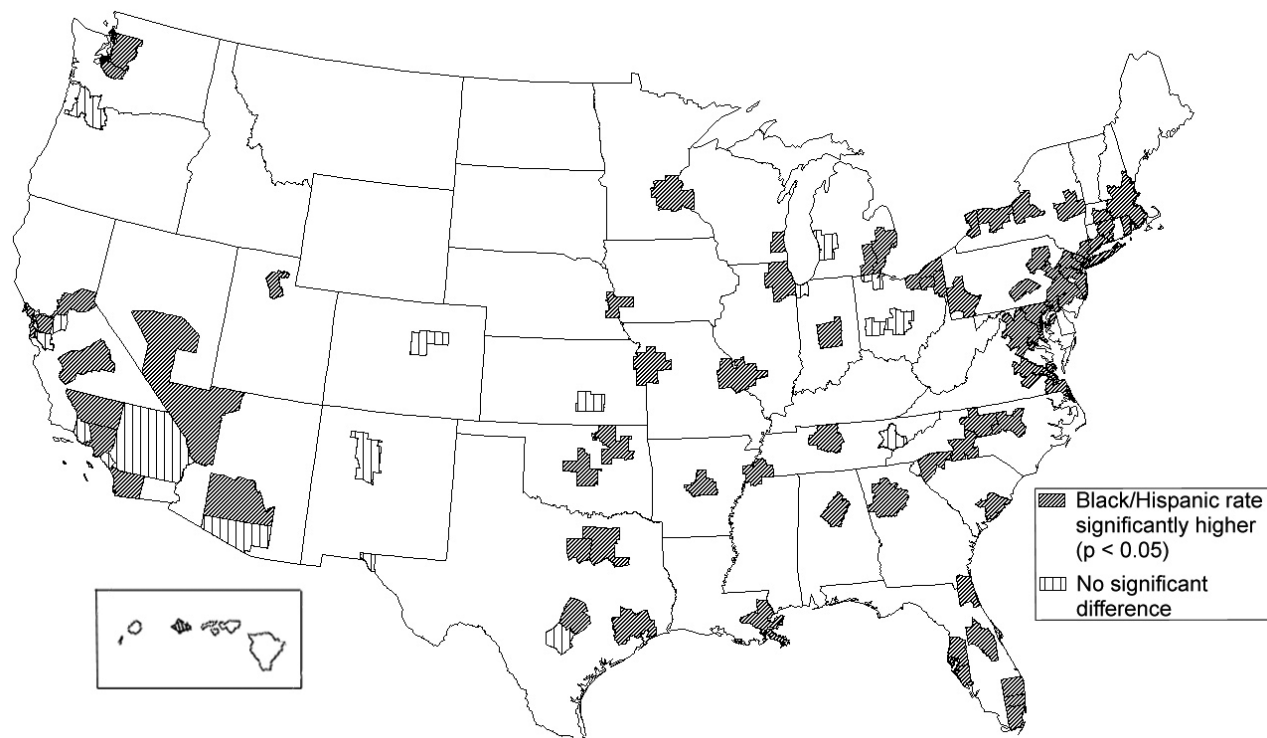 Black/Hispanic rate
significantly higher
(p < 0.05)
No significant
difference